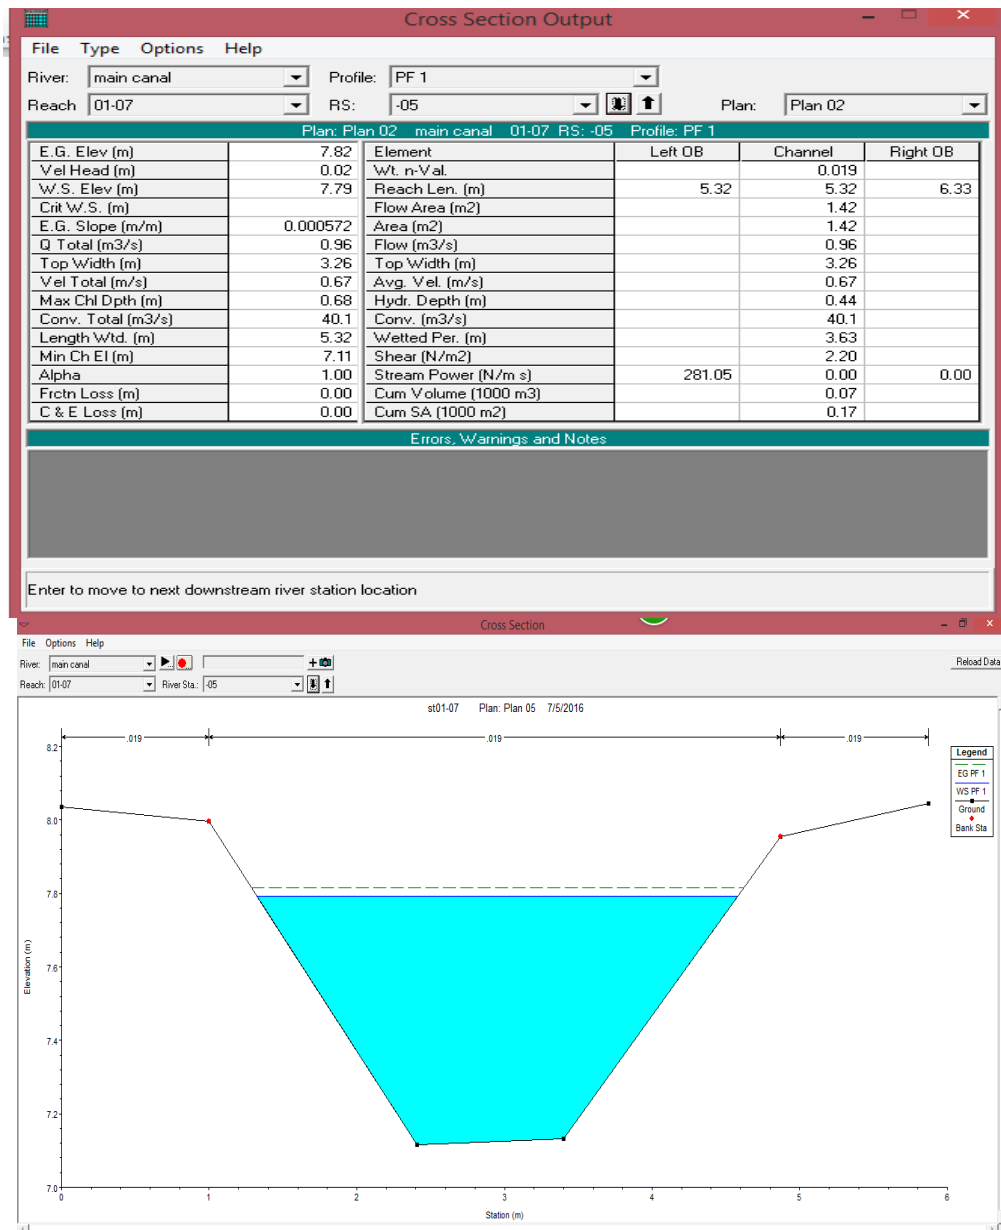 Cross Section Output
File Type Options Help
River: main canal Profile: PF 1
Reach 01-07 RS: -05 Plan: Plan 02
Plan: Plan 02 main canal 01-07 RS: -05 Profile: PF 1
E.G. Elev (m) 7.82 Element Left OB Channel Right OB
Vel Head (m) 0.02 Wt. n-Val. 0.019
W.S. Elev (m) 7.79 Reach Len. (m) 5.32 5.32 6.33
Crit W.S. (m) Flow Area (m2) 1.42
E.G. Slope (m/m) 0.000572 Area (m2) 1.42
Q Total (m3/s) 0.96 Flow (m3/s) 0.96
Top Width (m) 3.26 Top Width (m) 3.26
Vel Total (m/s) 0.67 Avg. Vel. (m/s) 0.67
Max Chl Dpth (m) 0.68 Hydr. Depth (m) 0.44
Conv. Total (m3/s) 40.1 Conv. (m3/s) 40.1
Length Wtd. (m) 5.32 Wetted Per. (m) 3.63
Min Ch El (m) 7.11 Shear (N/m2) 2.20
Alpha 1.00 Stream Power (N/m s) 281.05 0.00 0.00
Frctn Loss (m) 0.00 Cum Volume (1000 m3) 0.07
C & E Loss (m) 0.00 Cum SA (1000 m2) 0.17
Errors, Warnings and Notes
Enter to move to next downstream river station location
Cross Section
File Options Help
River: main canal Reload Data
Reach: 01-07 River Sta.: -05
st01-07 Plan: Plan 05 7/5/2016
.019 .019 .019
Legend
EG PF 1
WS PF 1
Ground
Bank Sta
8.2
8.0
7.8
7.6
7.4
7.2
7.0
Elevation (m)
0 1 2 3 4 5 6
Station (m)